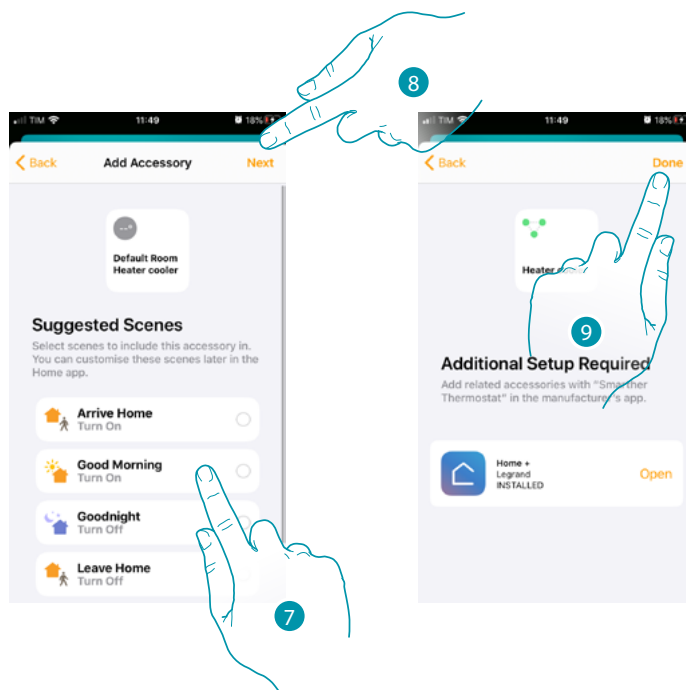 8
TIM
11:49
18%
Back
Add Accessory
Next
Default Room
Heater cooler
Suggested Scenes
Select scenes to include this accessory in.
You can customise these scenes later in the
Home app.
Arrive Home
Turn On
Good Morning
Turn On
Goodnight
Turn Off
Leave Home
Turn Off
7
TIM
11:49
18%
Back
Done
Heater
9
Additional Setup Required
Add related accessories with "Smarther
Thermostat" in the manufacturer's app.
Home +
Legrand
INSTALLED
Open